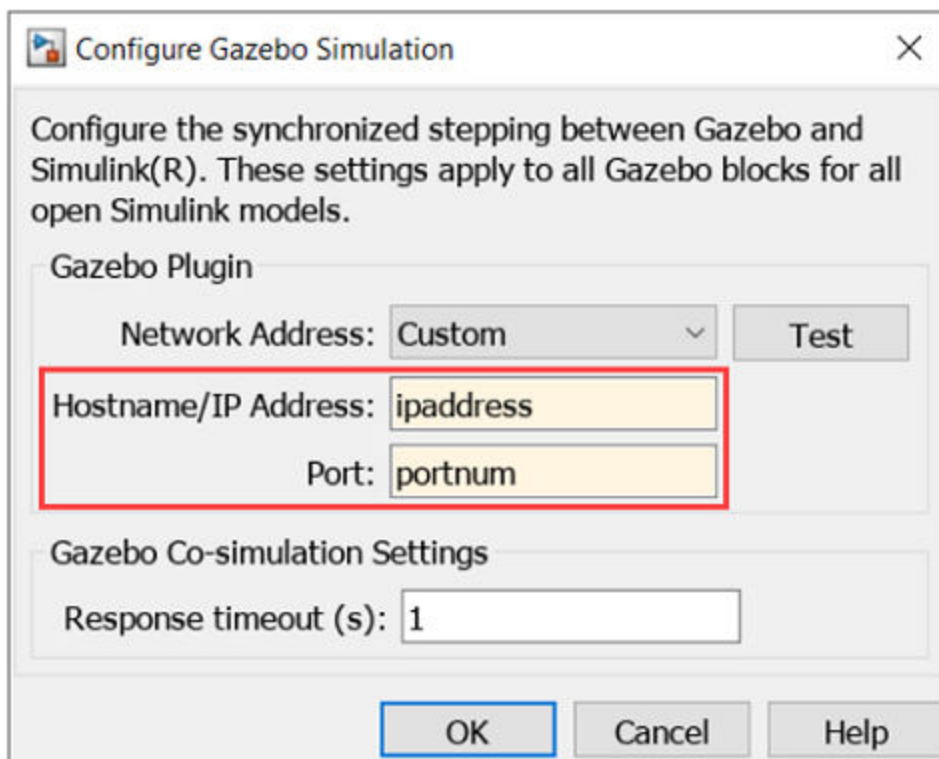 Configure Gazebo Simulation
Configure the synchronized stepping between Gazebo and
Simulink(R). These settings apply to all Gazebo blocks for all
open Simulink models.
Gazebo Plugin
Network Address: Custom Test
Hostname/IP Address: ipaddress
Port: portnum
Gazebo Co-simulation Settings
Response timeout (s): 1
OK Cancel Help